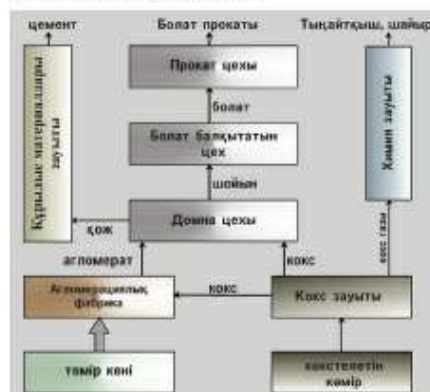 цемент
Болат прокаты
Тыңайтқыш, шайыр
Прокат цехы
болат
Құрылыс материалдары
зауыты
Болат балқытатын
цех
Химия зауыты
шойын
Домна цехы
қож
агломерат
кокс
кокс газы
Агломерациялық
фабрика
кокс
Кокс зауыты
темір кені
кокстелетін
көмір